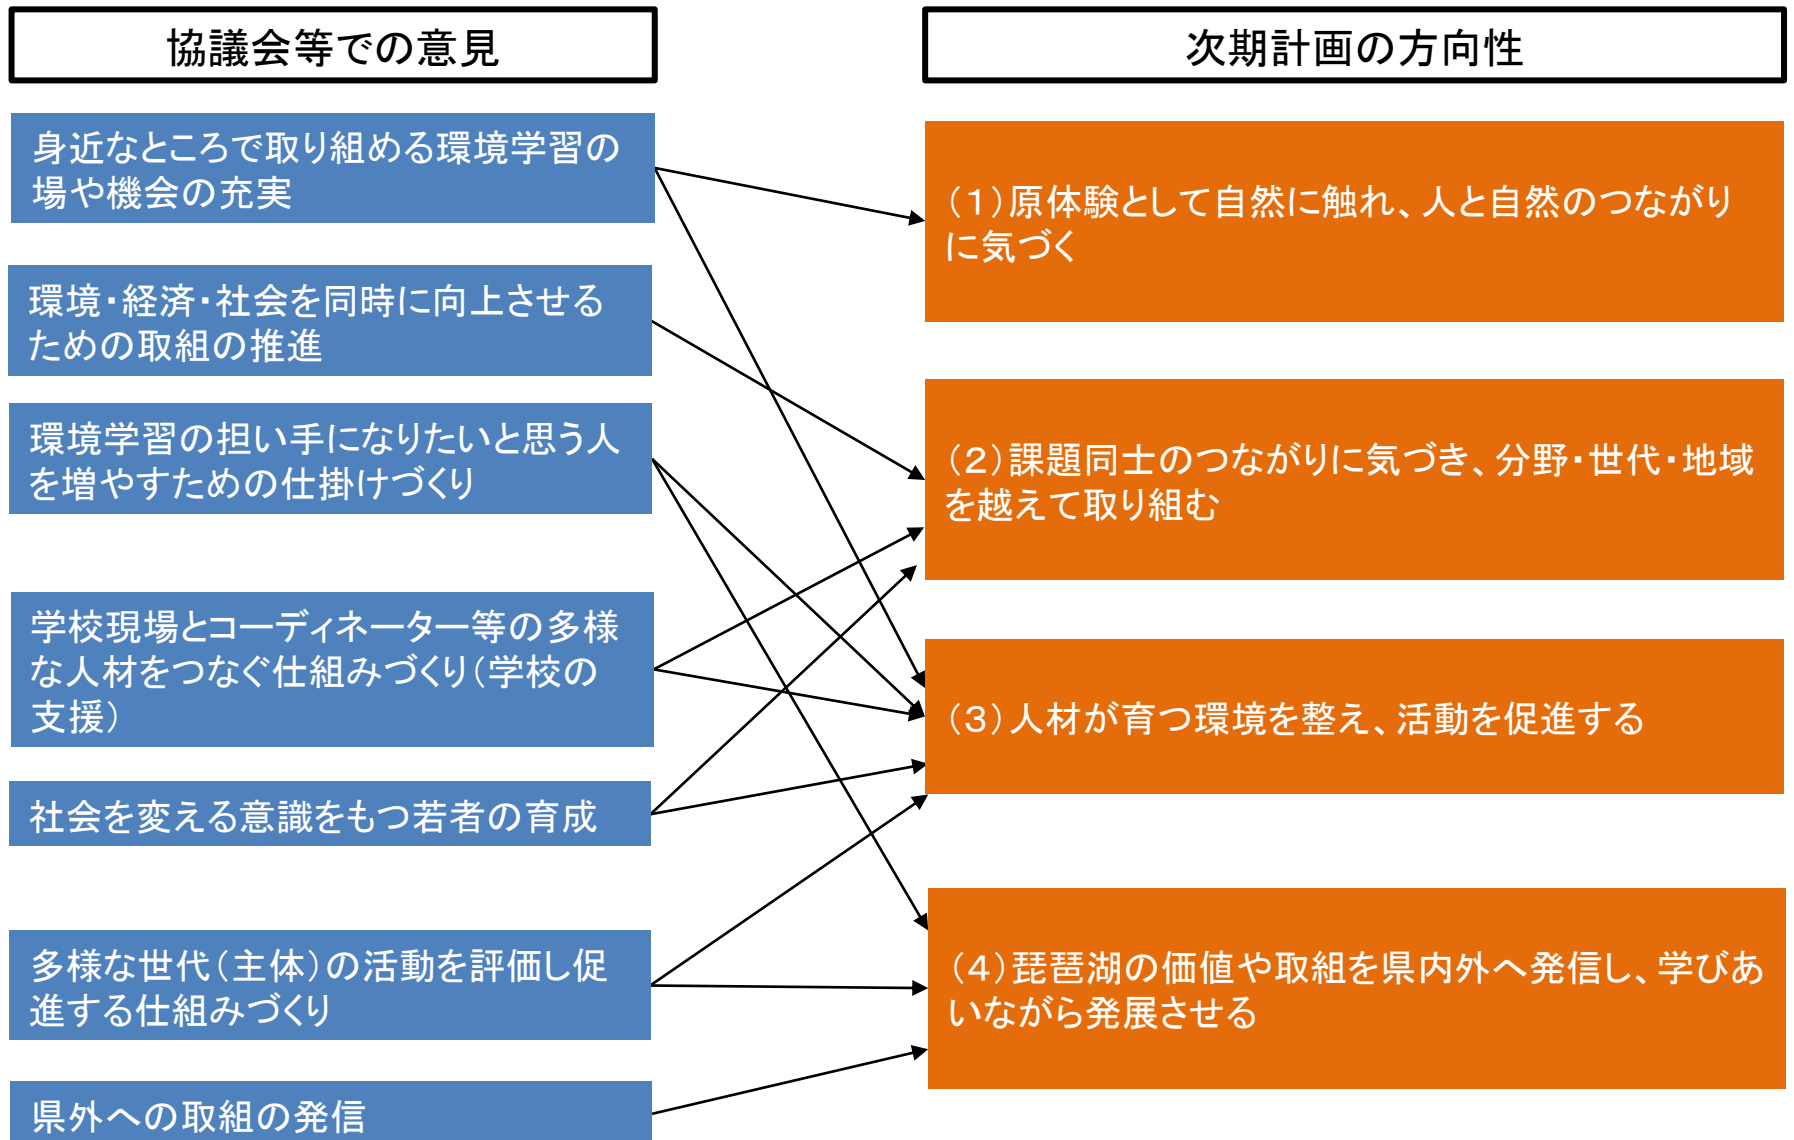 協議会等での意見
次期計画の方向性
身近なところで取り組める環境学習の
場や機会の充実
環境・経済・社会を同時に向上させる
ための取組の推進
環境学習の担い手になりたいと思う人
を増やすための仕掛けづくり
学校現場とコーディネーター等の多様
な人材をつなぐ仕組みづくり(学校の
支援)
社会を変える意識をもつ若者の育成
多様な世代(主体)の活動を評価し促
進する仕組みづくり
県外への取組の発信
(1)原体験として自然に触れ、人と自然のつながり
に気づく
(2)課題同士のつながりに気づき、分野・世代・地域
を越えて取り組む
(3)人材が育つ環境を整え、活動を促進する
(4)琵琶湖の価値や取組を県内外へ発信し、学びあ
いながら発展させる